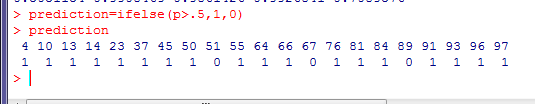 > prediction=ifelse(p>.5,1,0)
> prediction
4 10 13 14 23 37 45 50 51 55 64 66 67 76 81 84 89 91 93 96 97
1 1 1 1 1 1 1 1 0 1 1 1 0 1 1 1 0 1 1 1 1
>